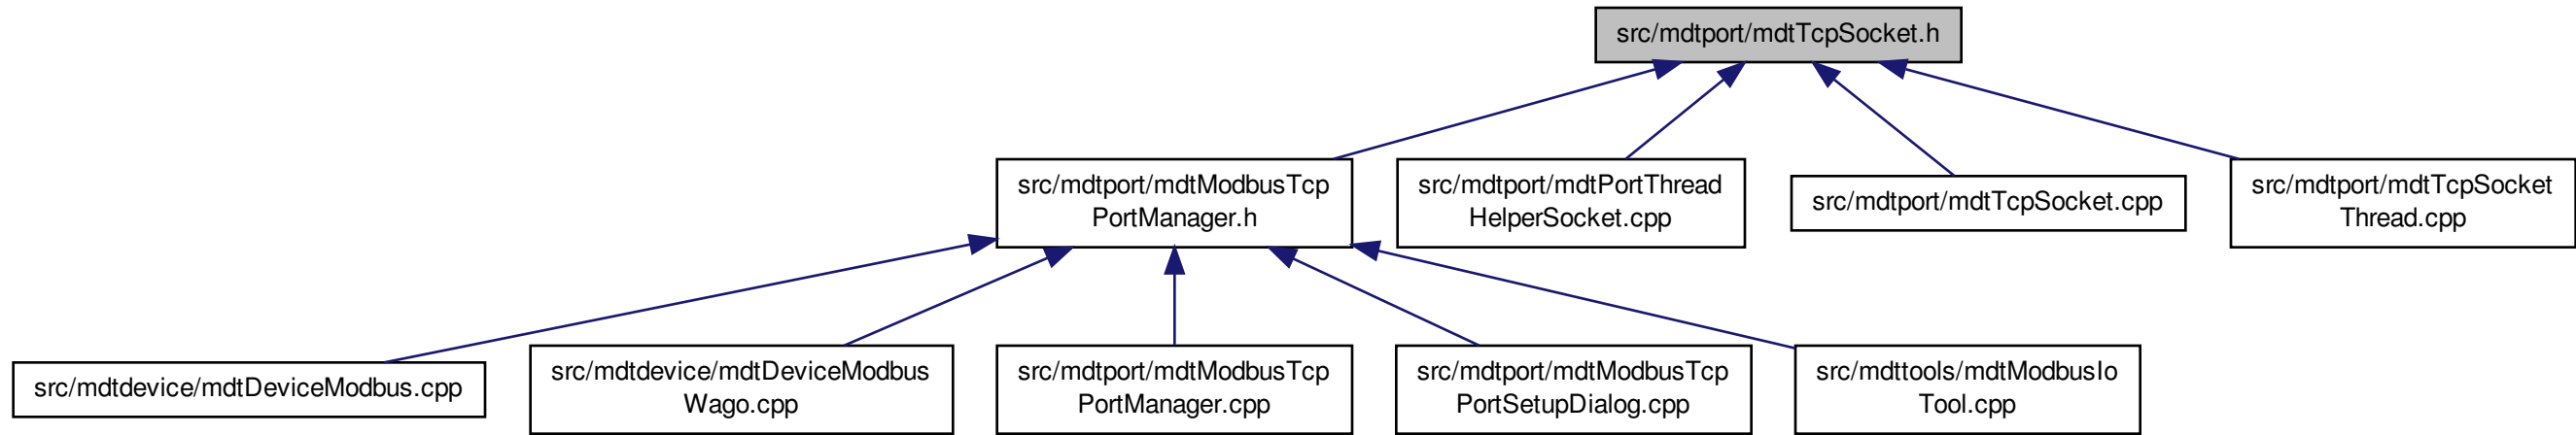 src/mdtport/mdtTcpSocket.h
src/mdtport/mdtModbusTcp
PortManager.h
src/mdtport/mdtPortThread
HelperSocket.cpp
src/mdtport/mdtTcpSocket.cpp
src/mdtport/mdtTcpSocket
Thread.cpp
src/mdtdevice/mdtDeviceModbus.cpp
src/mdtdevice/mdtDeviceModbus
Wago.cpp
src/mdtport/mdtModbusTcp
PortManager.cpp
src/mdtport/mdtModbusTcp
PortSetupDialog.cpp
src/mdttools/mdtModbusIo
Tool.cpp